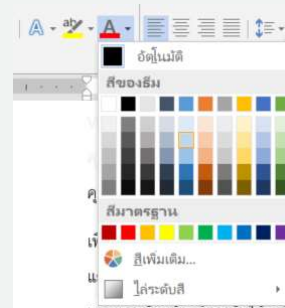 อัตโนมัติ
สีของธีม
สีมาตรฐาน
สีเพิ่มเติม...
ไล่ระดับสี